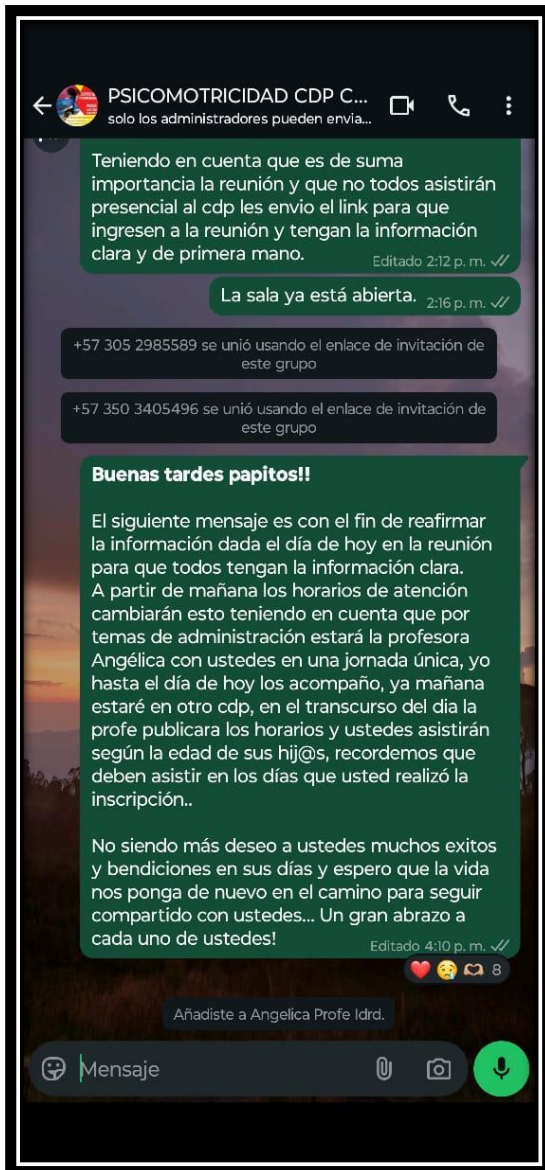 PSICOMOTRICIDAD CDP C...
solo los administradores pueden envia...
Teniendo en cuenta que es de suma
importancia la reunión y que no todos asistirán
presencial al cdp les envio el link para que
ingresen a la reunión y tengan la información
clara y de primera mano.
Editado 2:12 p. m.
La sala ya está abierta. 2:16 p. m.
+57 305 2985589 se unió usando el enlace de invitación de
este grupo
+57 350 3405496 se unió usando el enlace de invitación de
este grupo
Buenas tardes papitos!!
El siguiente mensaje es con el fin de reafirmar
la información dada el día de hoy en la reunión
para que todos tengan la información clara.
A partir de mañana los horarios de atención
cambiarán esto teniendo en cuenta que por
temas de administración estará la profesora
Angélica con ustedes en una jornada única, yo
hasta el día de hoy los acompaño, ya mañana
estaré en otro cdp, en el transcurso del dia la
profe publicara los horarios y ustedes asistirán
según la edad de sus hij@s, recordemos que
deben asistir en los días que usted realizó la
inscripción..
No siendo más deseo a ustedes muchos exitos
y bendiciones en sus días y espero que la vida
nos ponga de nuevo en el camino para seguir
compartido con ustedes... Un gran abrazo a
cada uno de ustedes!
Editado 4:10 p. m.
8
Añadiste a Angelica Profe Idrd.
Mensaje